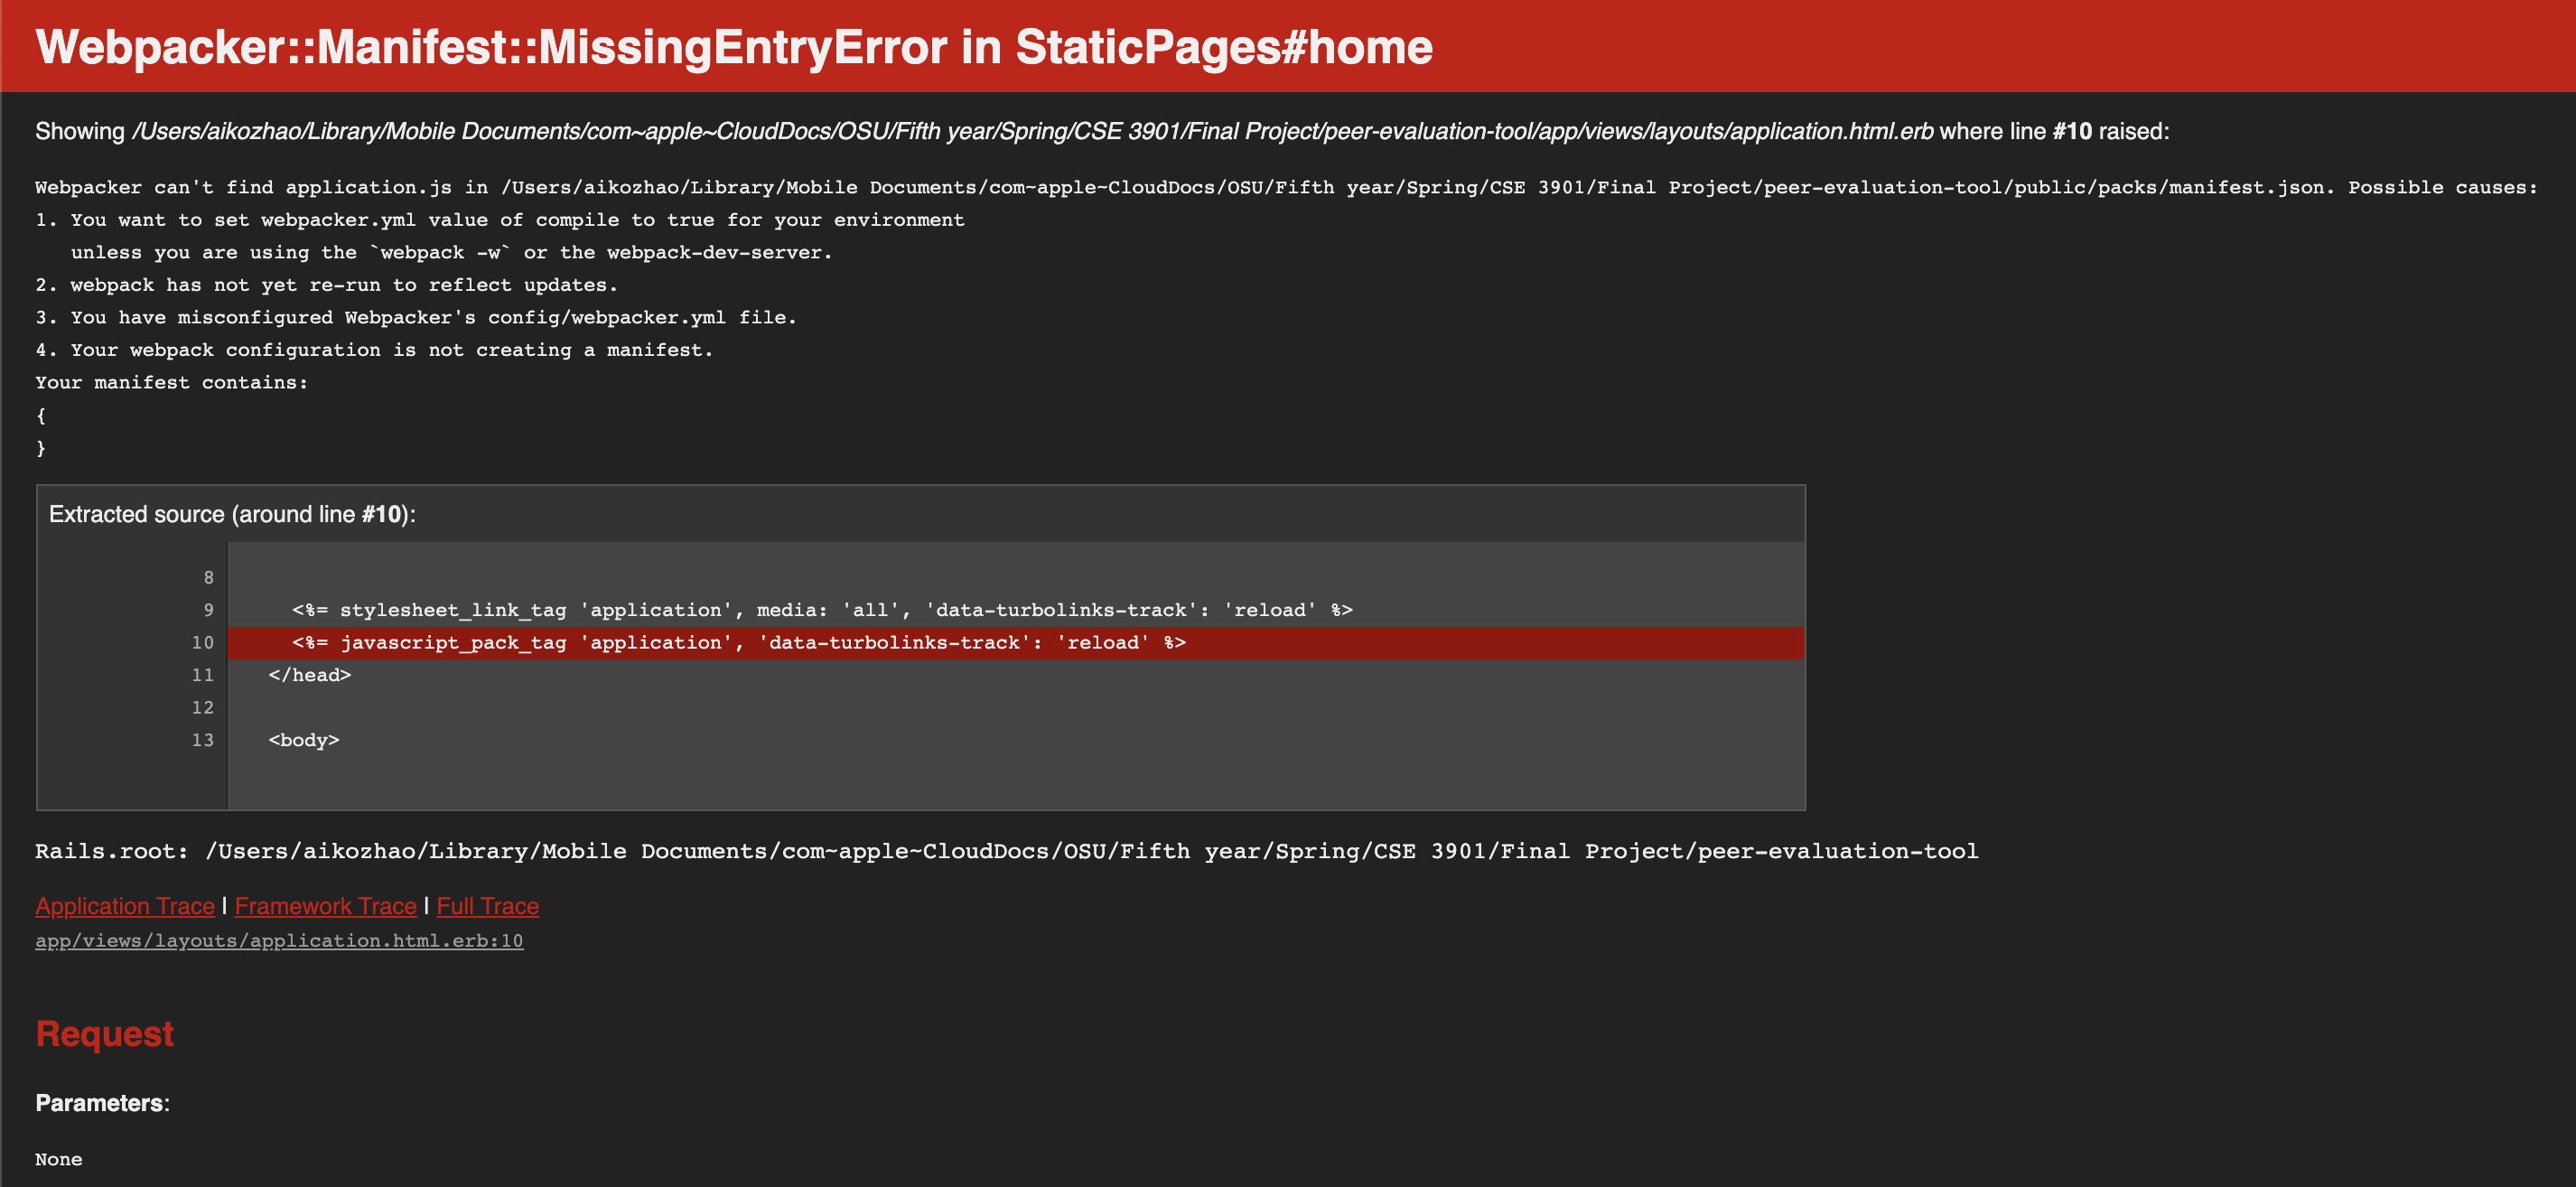 Webpacker::Manifest::MissingEntryError in StaticPages#home
Showing /Users/aikozhao/Library/Mobile Documents/com~apple~CloudDocs/OSU/Fifth year/Spring/CSE 3901/Final Project/peer-evaluation-tool/app/views/layouts/application.html.erb where line #10 raised:
Webpacker can't find application.js in /Users/aikozhao/Library/Mobile Documents/com~apple~CloudDocs/OSU/Fifth year/Spring/CSE 3901/Final Project/peer-evaluation-tool/public/packs/manifest.json. Possible causes:
1. You want to set webpacker.yml value of compile to true for your environment
   unless you are using the `webpack -w` or the webpack-dev-server.
2. webpack has not yet re-run to reflect updates.
3. You have misconfigured Webpacker's config/webpacker.yml file.
4. Your webpack configuration is not creating a manifest.
Your manifest contains:
{
}
Extracted source (around line #10):
8
9 <%= stylesheet_link_tag 'application', media: 'all', 'data-turbolinks-track': 'reload' %>
10 <%= javascript_pack_tag 'application', 'data-turbolinks-track': 'reload' %>
11 </head>
12
13 <body>
Rails.root: /Users/aikozhao/Library/Mobile Documents/com~apple~CloudDocs/OSU/Fifth year/Spring/CSE 3901/Final Project/peer-evaluation-tool
Application Trace | Framework Trace | Full Trace
app/views/layouts/application.html.erb:10
Request
Parameters:
None